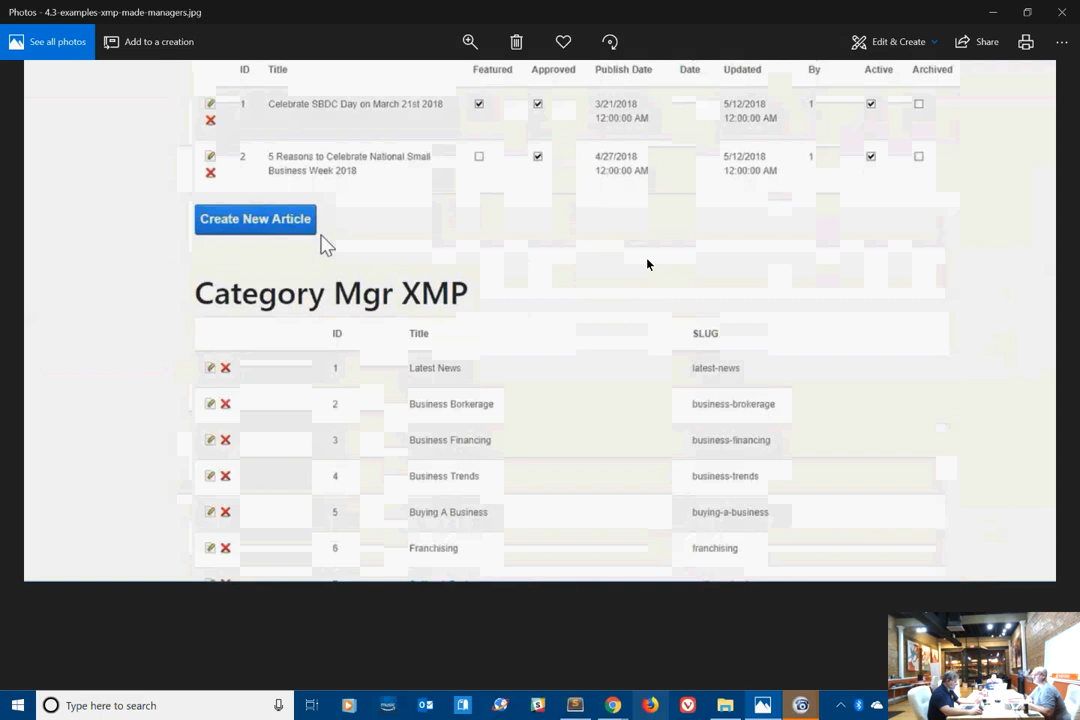 Photos - 4.3-examples-xmp-made-managers.jpg
See all photos
Add to a creation
Edit & Create
Share
ID Title Featured Approved Publish Date Date Updated By Active Archived
1 Celebrate SBDC Day on March 21st 2018 3/21/2018 5/12/2018 1
12:00:00 AM 12:00:00 AM
2 5 Reasons to Celebrate National Small 4/27/2018 5/12/2018 1
Business Week 2018 12:00:00 AM 12:00:00 AM
Create New Article
Category Mgr XMP
ID Title SLUG
1 Latest News latest-news
2 Business Borkerage business-brokerage
3 Business Financing business-financing
4 Business Trends business-trends
5 Buying A Business buying-a-business
6 Franchising franchising
Type here to search